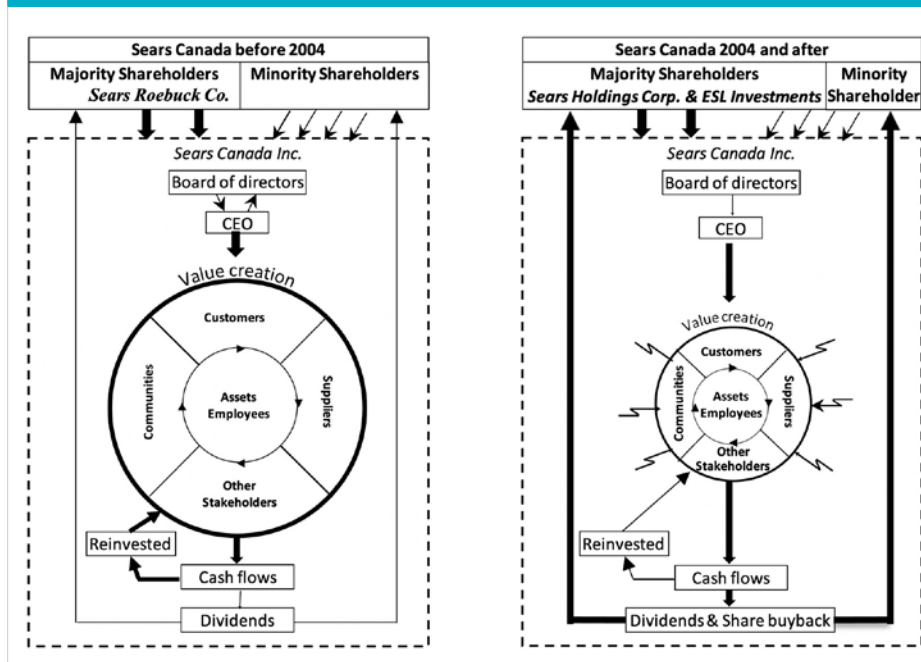 Sears Canada before 2004
Majority Shareholders
Sears Roebuck Co.
Minority Shareholders
Sears Canada Inc.
Board of directors
CEO
Value creation
Customers
Communities
Suppliers
Assets
Employees
Other
Stakeholders
Reinvested
Cash flows
Dividends
Sears Canada 2004 and after
Majority Shareholders
Sears Holdings Corp. & ESL Investments
Minority
Shareholder
Sears Canada Inc.
Board of directors
CEO
Value creation
Customers
Communities
Suppliers
Assets
Employees
Other
Stakeholders
Reinvested
Cash flows
Dividends & Share buyback